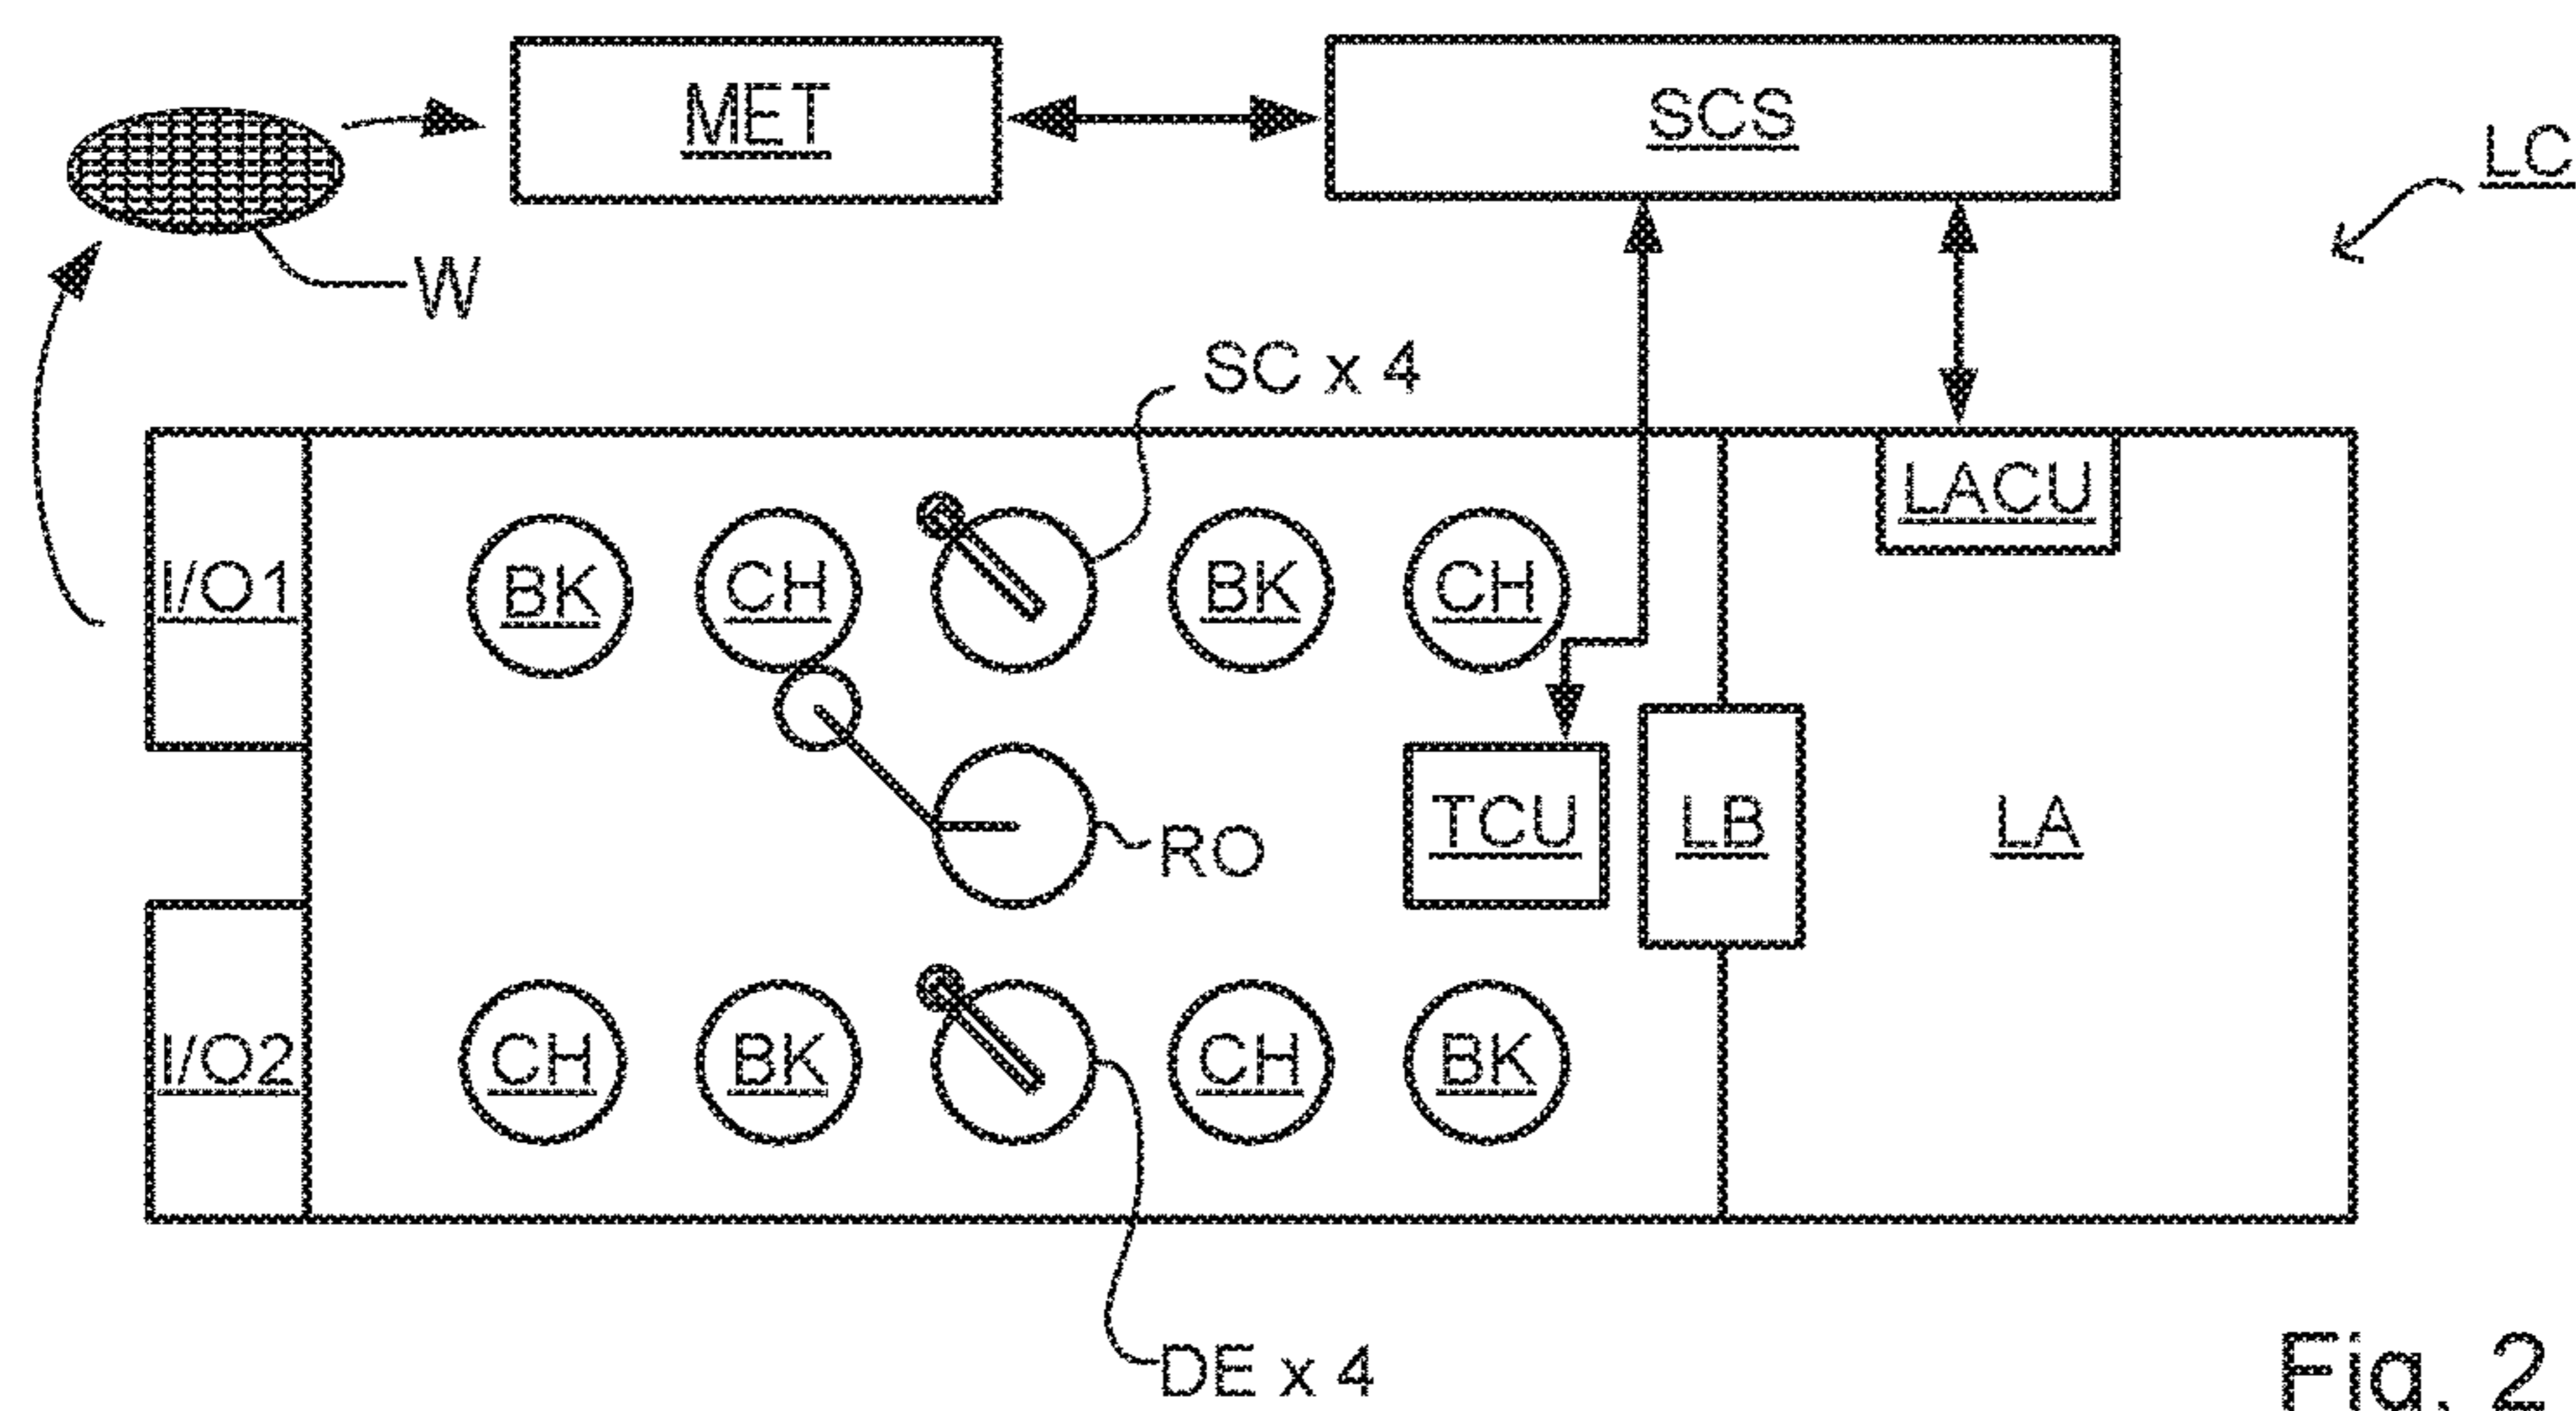 MET
SCS
LC
W
SC x 4
LACU
I/O1
BK
CH
BK
CH
RO
TCU
LB
LA
I/O2
CH
BK
CH
BK
DE x 4
Fig. 2